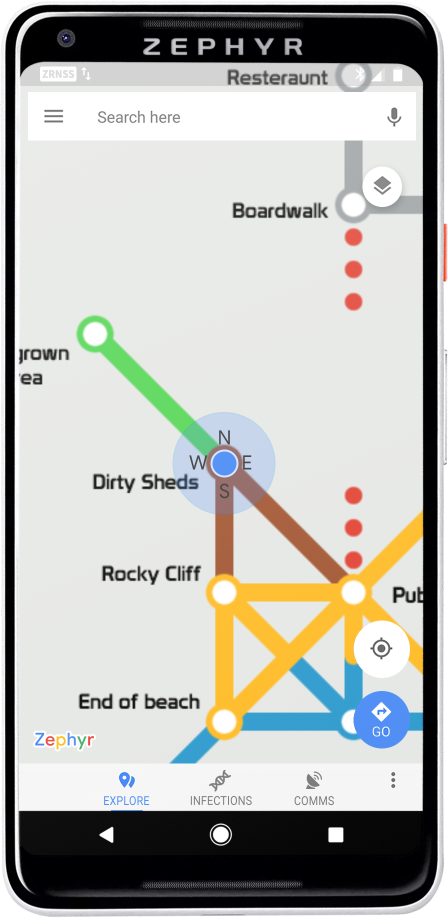 ZEPHYR
ZRNSS
Resteraunt
Search here
Boardwalk
grown
ea
N
W E
S
Dirty Sheds
Rocky Cliff
Pub
End of beach
Zephyr
GO
EXPLORE
INFECTIONS
COMMS